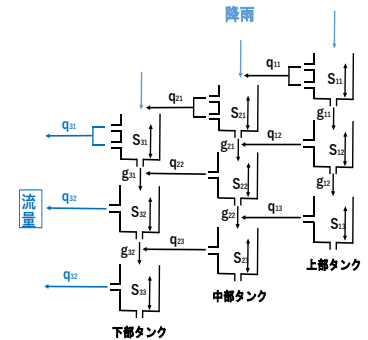 降雨
q11
S11
q21
S21
g11
q31
S31
q12
g21
S12
q22
g31
S22
g12
q32
流量
S32
g22
q13
S13
q23
g32
S23
上部タンク
q32
S33
中部タンク
下部タンク